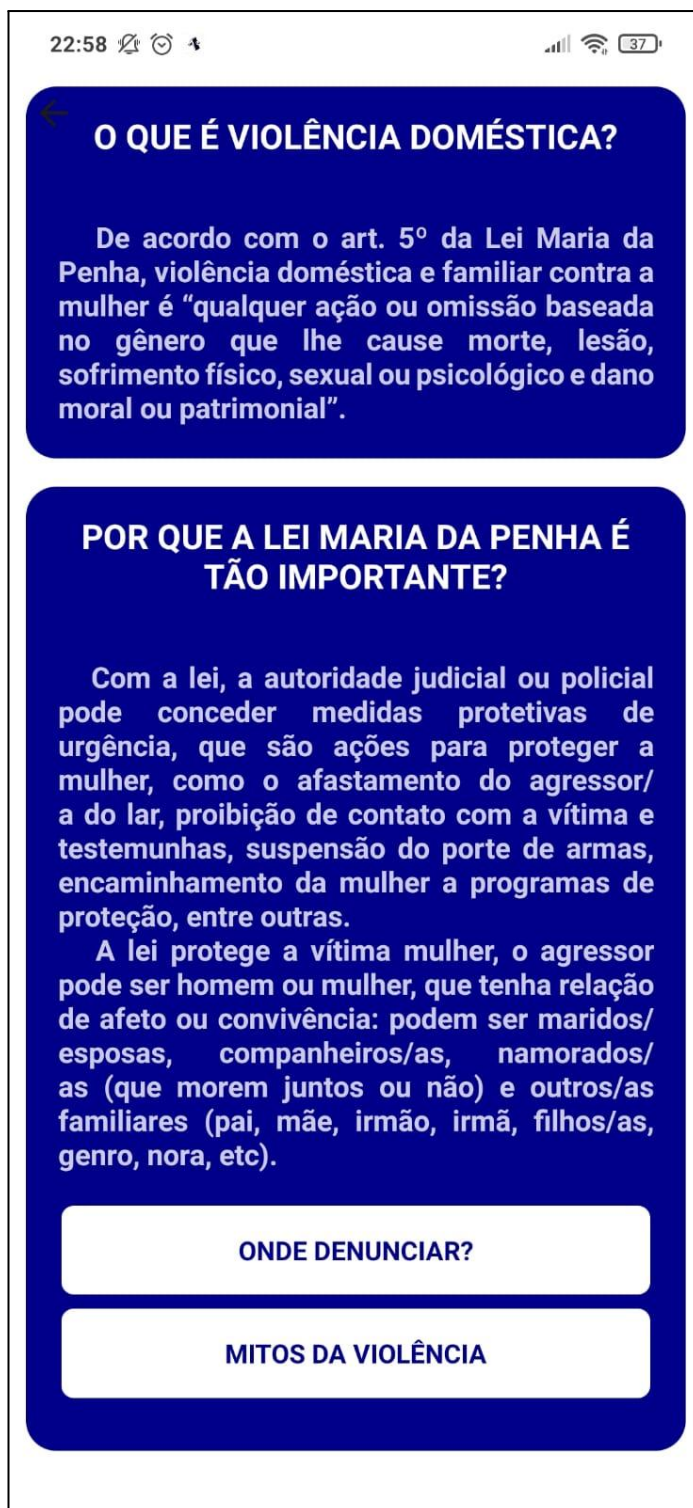 22:58
37
O QUE É VIOLÊNCIA DOMÉSTICA?
De acordo com o art. 5º da Lei Maria da
Penha, violência doméstica e familiar contra a
mulher é “qualquer ação ou omissão baseada
no gênero que lhe cause morte, lesão,
sofrimento físico, sexual ou psicológico e dano
moral ou patrimonial”.
POR QUE A LEI MARIA DA PENHA É
TÃO IMPORTANTE?
Com a lei, a autoridade judicial ou policial
pode conceder medidas protetivas de
urgência, que são ações para proteger a
mulher, como o afastamento do agressor/
a do lar, proibição de contato com a vítima e
testemunhas, suspensão do porte de armas,
encaminhamento da mulher a programas de
proteção, entre outras.
A lei protege a vítima mulher, o agressor
pode ser homem ou mulher, que tenha relação
de afeto ou convivência: podem ser maridos/
esposas, companheiros/as, namorados/
as (que morem juntos ou não) e outros/as
familiares (pai, mãe, irmão, irmã, filhos/as,
genro, nora, etc).
ONDE DENUNCIAR?
MITOS DA VIOLÊNCIA